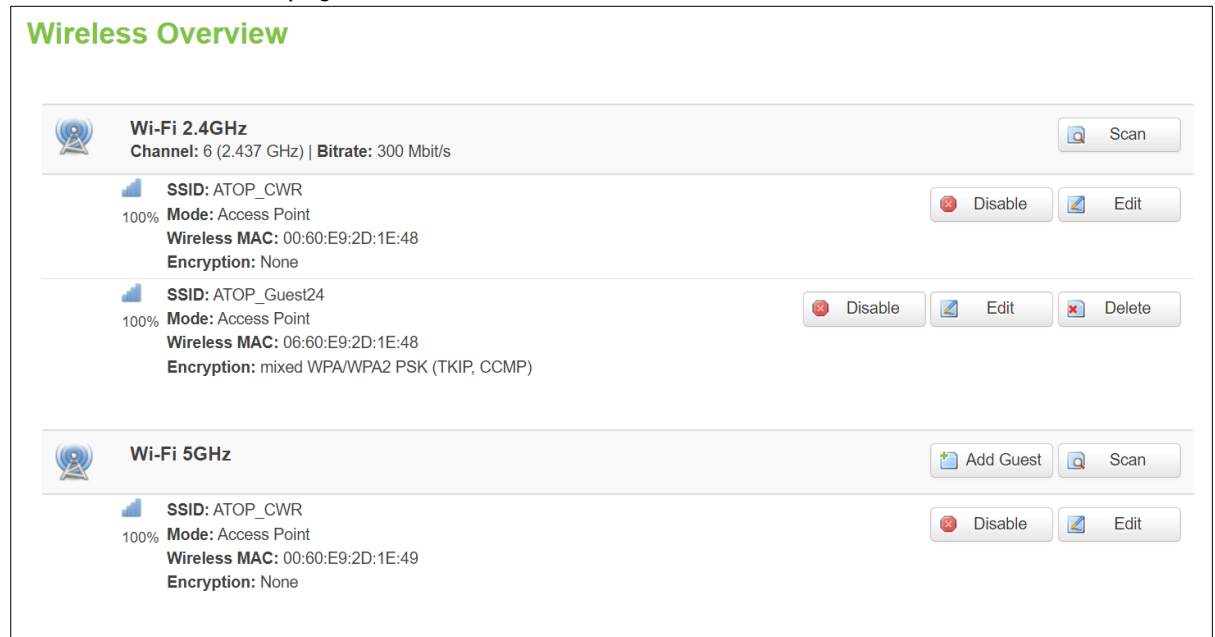 Wireless Overview
Wi-Fi 2.4GHz
Channel: 6 (2.437 GHz) | Bitrate: 300 Mbit/s
Scan
SSID: ATOP_CWR
100% Mode: Access Point
Wireless MAC: 00:60:E9:2D:1E:48
Encryption: None
Disable Edit
SSID: ATOP_Guest24
100% Mode: Access Point
Wireless MAC: 06:60:E9:2D:1E:48
Encryption: mixed WPA/WPA2 PSK (TKIP, CCMP)
Disable Edit Delete
Wi-Fi 5GHz
Add Guest Scan
SSID: ATOP_CWR
100% Mode: Access Point
Wireless MAC: 00:60:E9:2D:1E:49
Encryption: None
Disable Edit